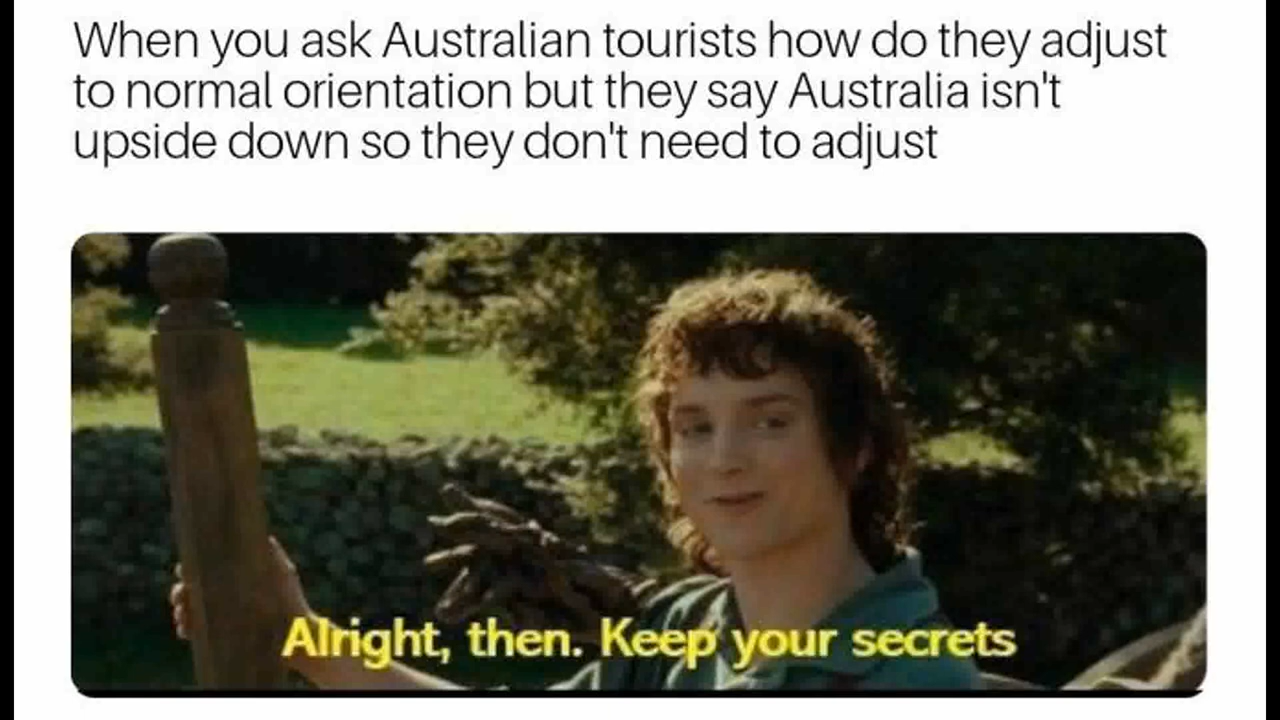 When you ask Australian tourists how do they adjust
to normal orientation but they say Australia isn't
upside down so they don't need to adjust
Alright, then. Keep your secrets